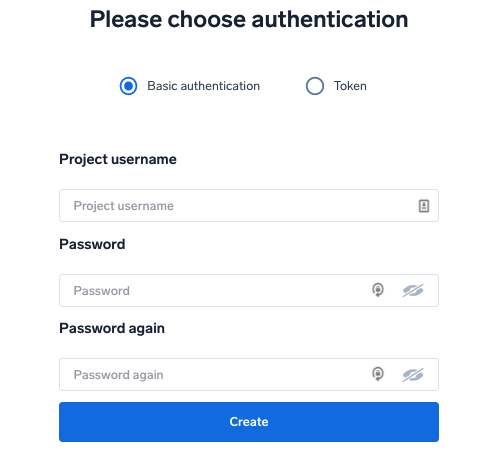 Please choose authentication
Basic authentication Token
Project username
Project username
Password
Password
Password again
Password again
Create